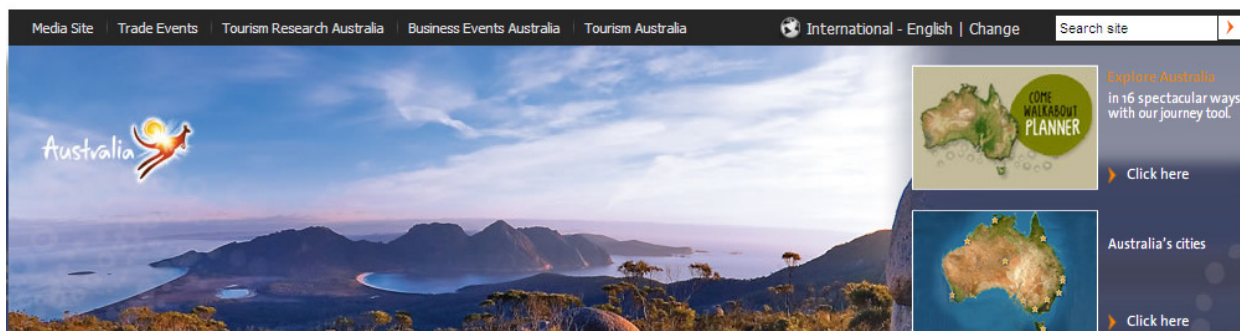 Media Site
Trade Events
Tourism Research Australia
Business Events Australia
Tourism Australia
International - English | Change
Search site
Australia
COME
WALKABOUT
PLANNER
Explore Australia
in 16 spectacular ways
with our journey tool.
Click here
Australia's cities
Click here